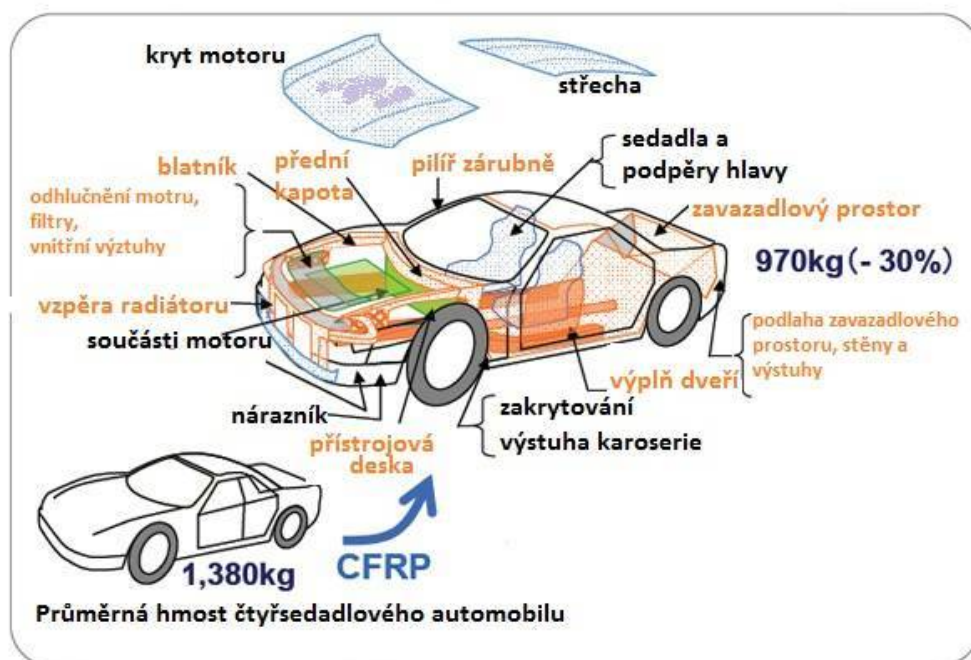 kryt motoru
střecha
sedadla a
podpěry hlavy
blatník
přední
kapota
pilíř zárubně
odhlučnění motru,
filtry,
vnitřní výztuhy
zavazadlový prostor
970kg (- 30%)
vzpěra radiátoru
součásti motoru
podlaha zavazadlového
prostoru, stěny a
výstuhy
výplň dveří
nárazník
zakrytování
výstuha karoserie
přístrojová
deska
1,380kg
CFRP
Průměrná hmost čtyřsedadlového automobilu